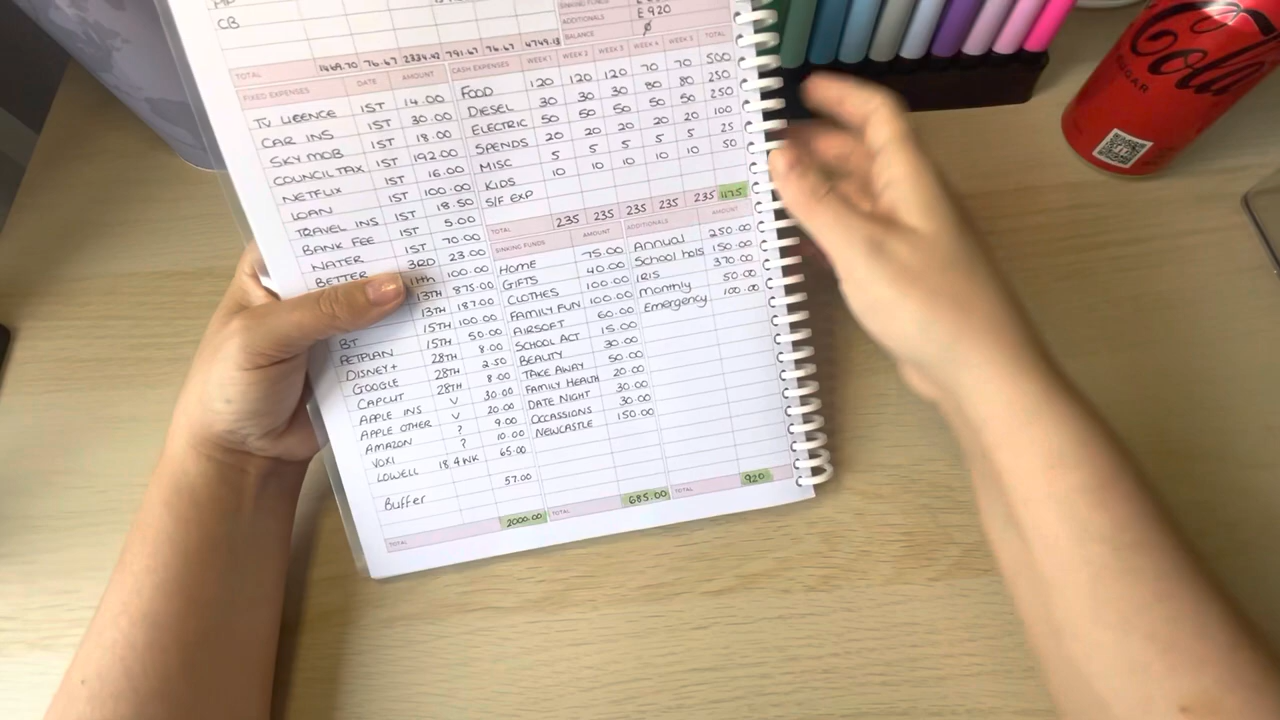 CB
SINKING FUNDS
ADDITIONALS £920
BALANCE ø
TOTAL 1469.70 76.67 2334.42 791.67 76.67 4749.13
FIXED EXPENSES DATE AMOUNT
TV LICENCE 1ST 14.00
CAR INS 1ST 30.00
SKY MOB 1ST 18.00
COUNCIL TAX 1ST 192.00
NETFLIX 1ST 16.00
LOAN 1ST 100.00
TRAVEL INS 1ST 18.50
BANK FEE 1ST 5.00
WATER 1ST 70.00
BETTER 3RD 23.00
11th 100.00
13TH 875.00
13TH 187.00
BT 15TH 100.00
PETPLAN 15TH 50.00
DISNEY+ 28TH 8.00
GOOGLE 28TH 2.50
CAPCUT 28TH 8.00
APPLE INS V 30.00
APPLE OTHER V 20.00
AMAZON ? 9.00
VOXI ? 10.00
LOWELL 18.4WK 65.00
Buffer 57.00
TOTAL 2000.00
CASH EXPENSES WEEK 1 WEEK 2 WEEK 3 WEEK 4 WEEK 5 TOTAL
FOOD 120 120 120 70 70 500
DIESEL 30 30 30 80 80 250
ELECTRIC 50 50 50 50 50 250
SPENDS 20 20 20 20 20 100
MISC 5 5 5 5 5 25
KIDS 10 10 10 10 10 50
S/F EXP
TOTAL 235 235 235 235 235 1175
SINKING FUNDS AMOUNT
HOME 75.00
GIFTS 40.00
CLOTHES 100.00
FAMILY FUN 100.00
AIRSOFT 60.00
SCHOOL ACT 15.00
BEAUTY 30.00
TAKE AWAY 50.00
FAMILY HEALTH 20.00
DATE NIGHT 30.00
OCCASSIONS 30.00
NEWCASTLE 150.00
TOTAL 685.00
ADDITIONALS AMOUNT
Annual 250.00
School hols 150.00
IRIS 370.00
Monthly 50.00
Emergency 100.00
TOTAL 920
Cola
SUGAR